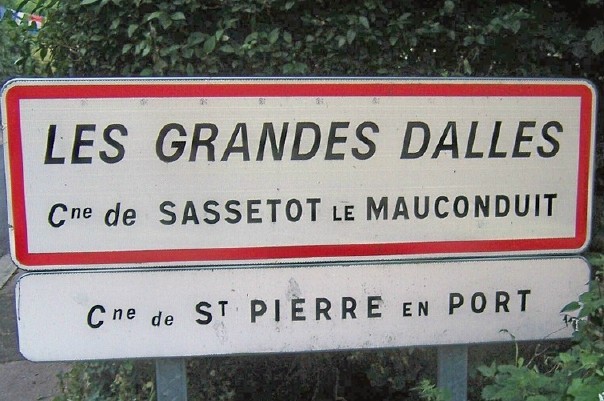 LES GRANDES DALLES
Cne de SASSETOT LE MAUCONDUIT
Cne de ST PIERRE EN PORT